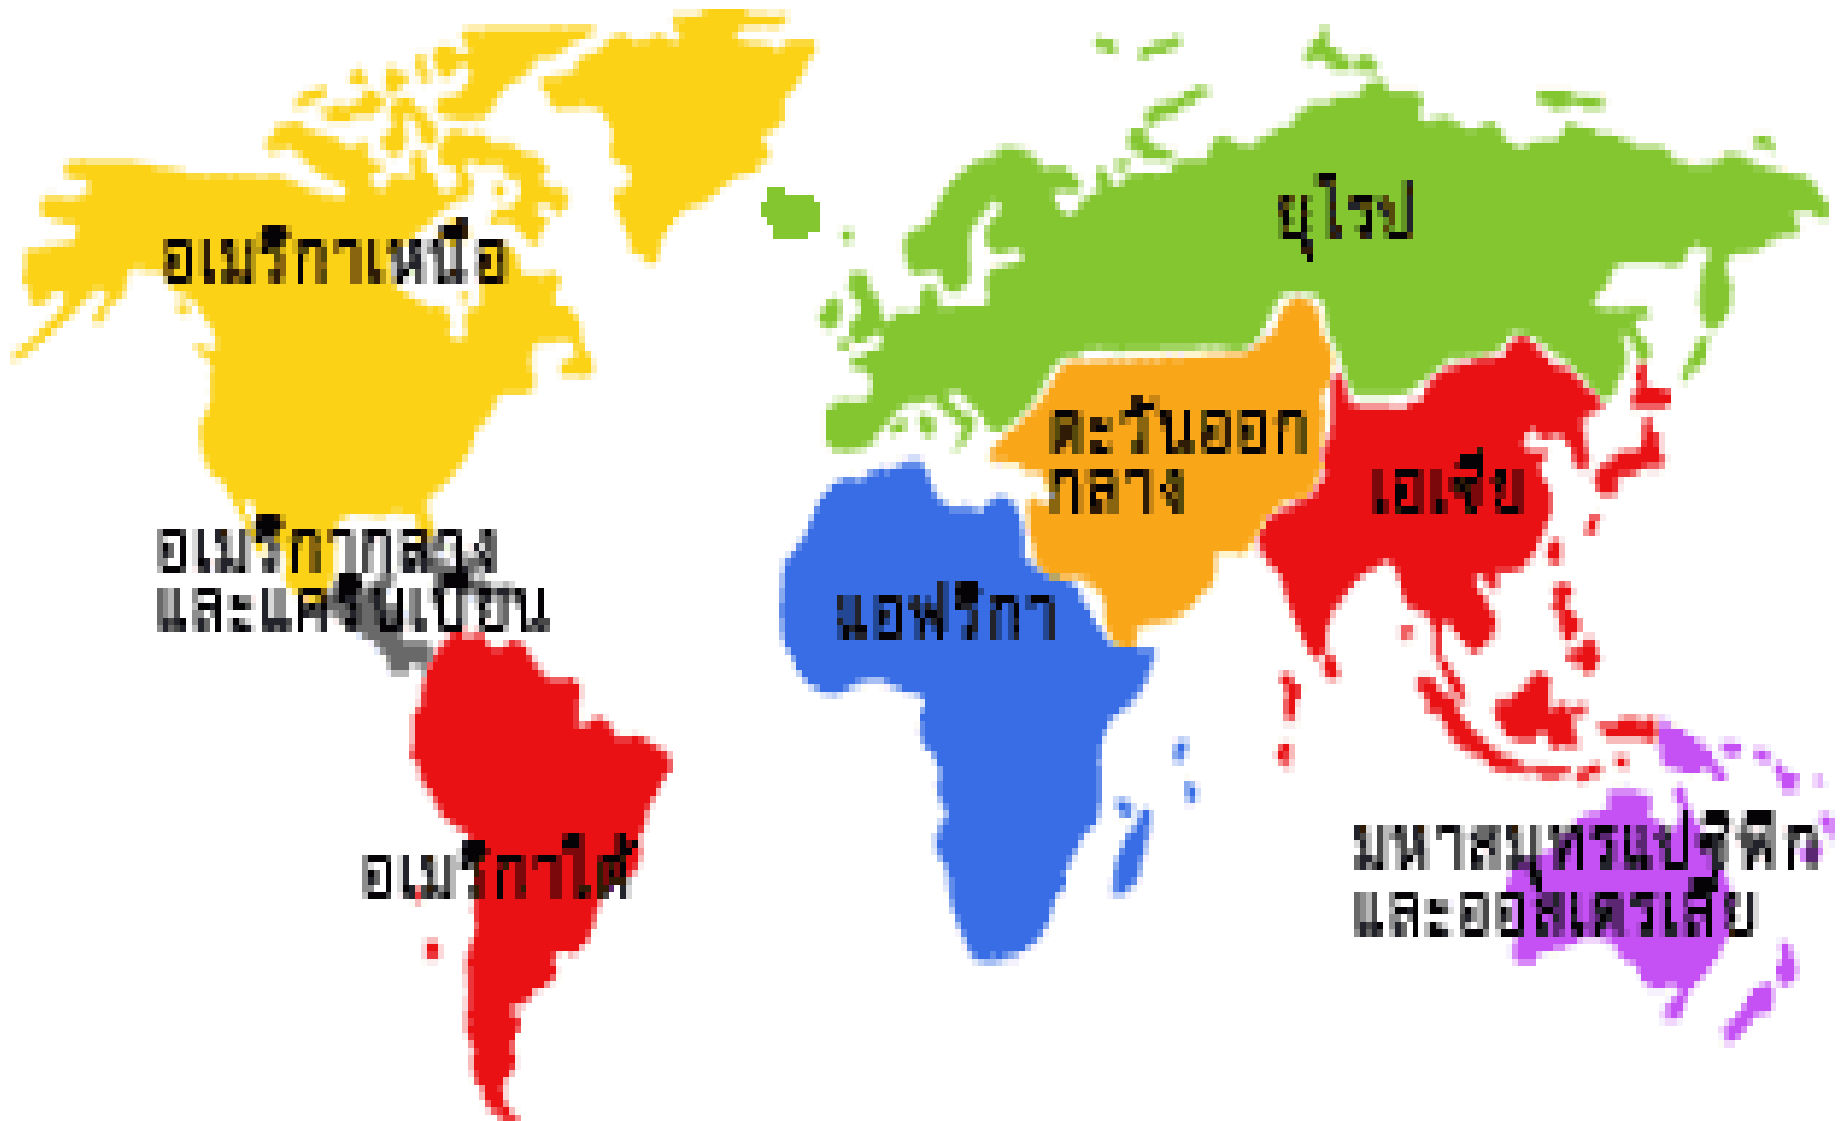 อเมริกาเหนือ
ยุโรป
ตะวันออก
กลาง
เอเชีย
อเมริกากลาง
และแคริบเบียน
แอฟริกา
อเมริกาใต้
มหาสมุทรแปซิฟิก
และออสเตรเลีย